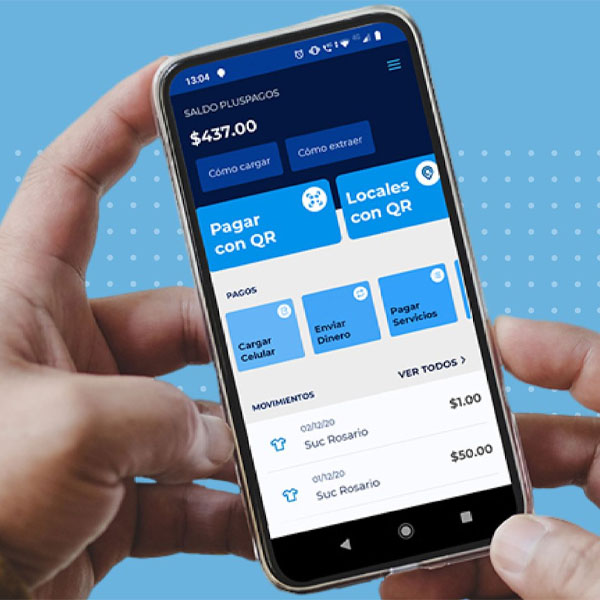 13:04
4G
SALDO PLUSPAGOS
$437.00
Cómo cargar
Cómo extraer
Pagar
con QR
Locales
con QR
PAGOS
Cargar
Celular
Enviar
Dinero
Pagar
Servicios
MOVIMIENTOS
VER TODOS >
02/12/20
Suc Rosario
$1.00
01/12/20
Suc Rosario
$50.00